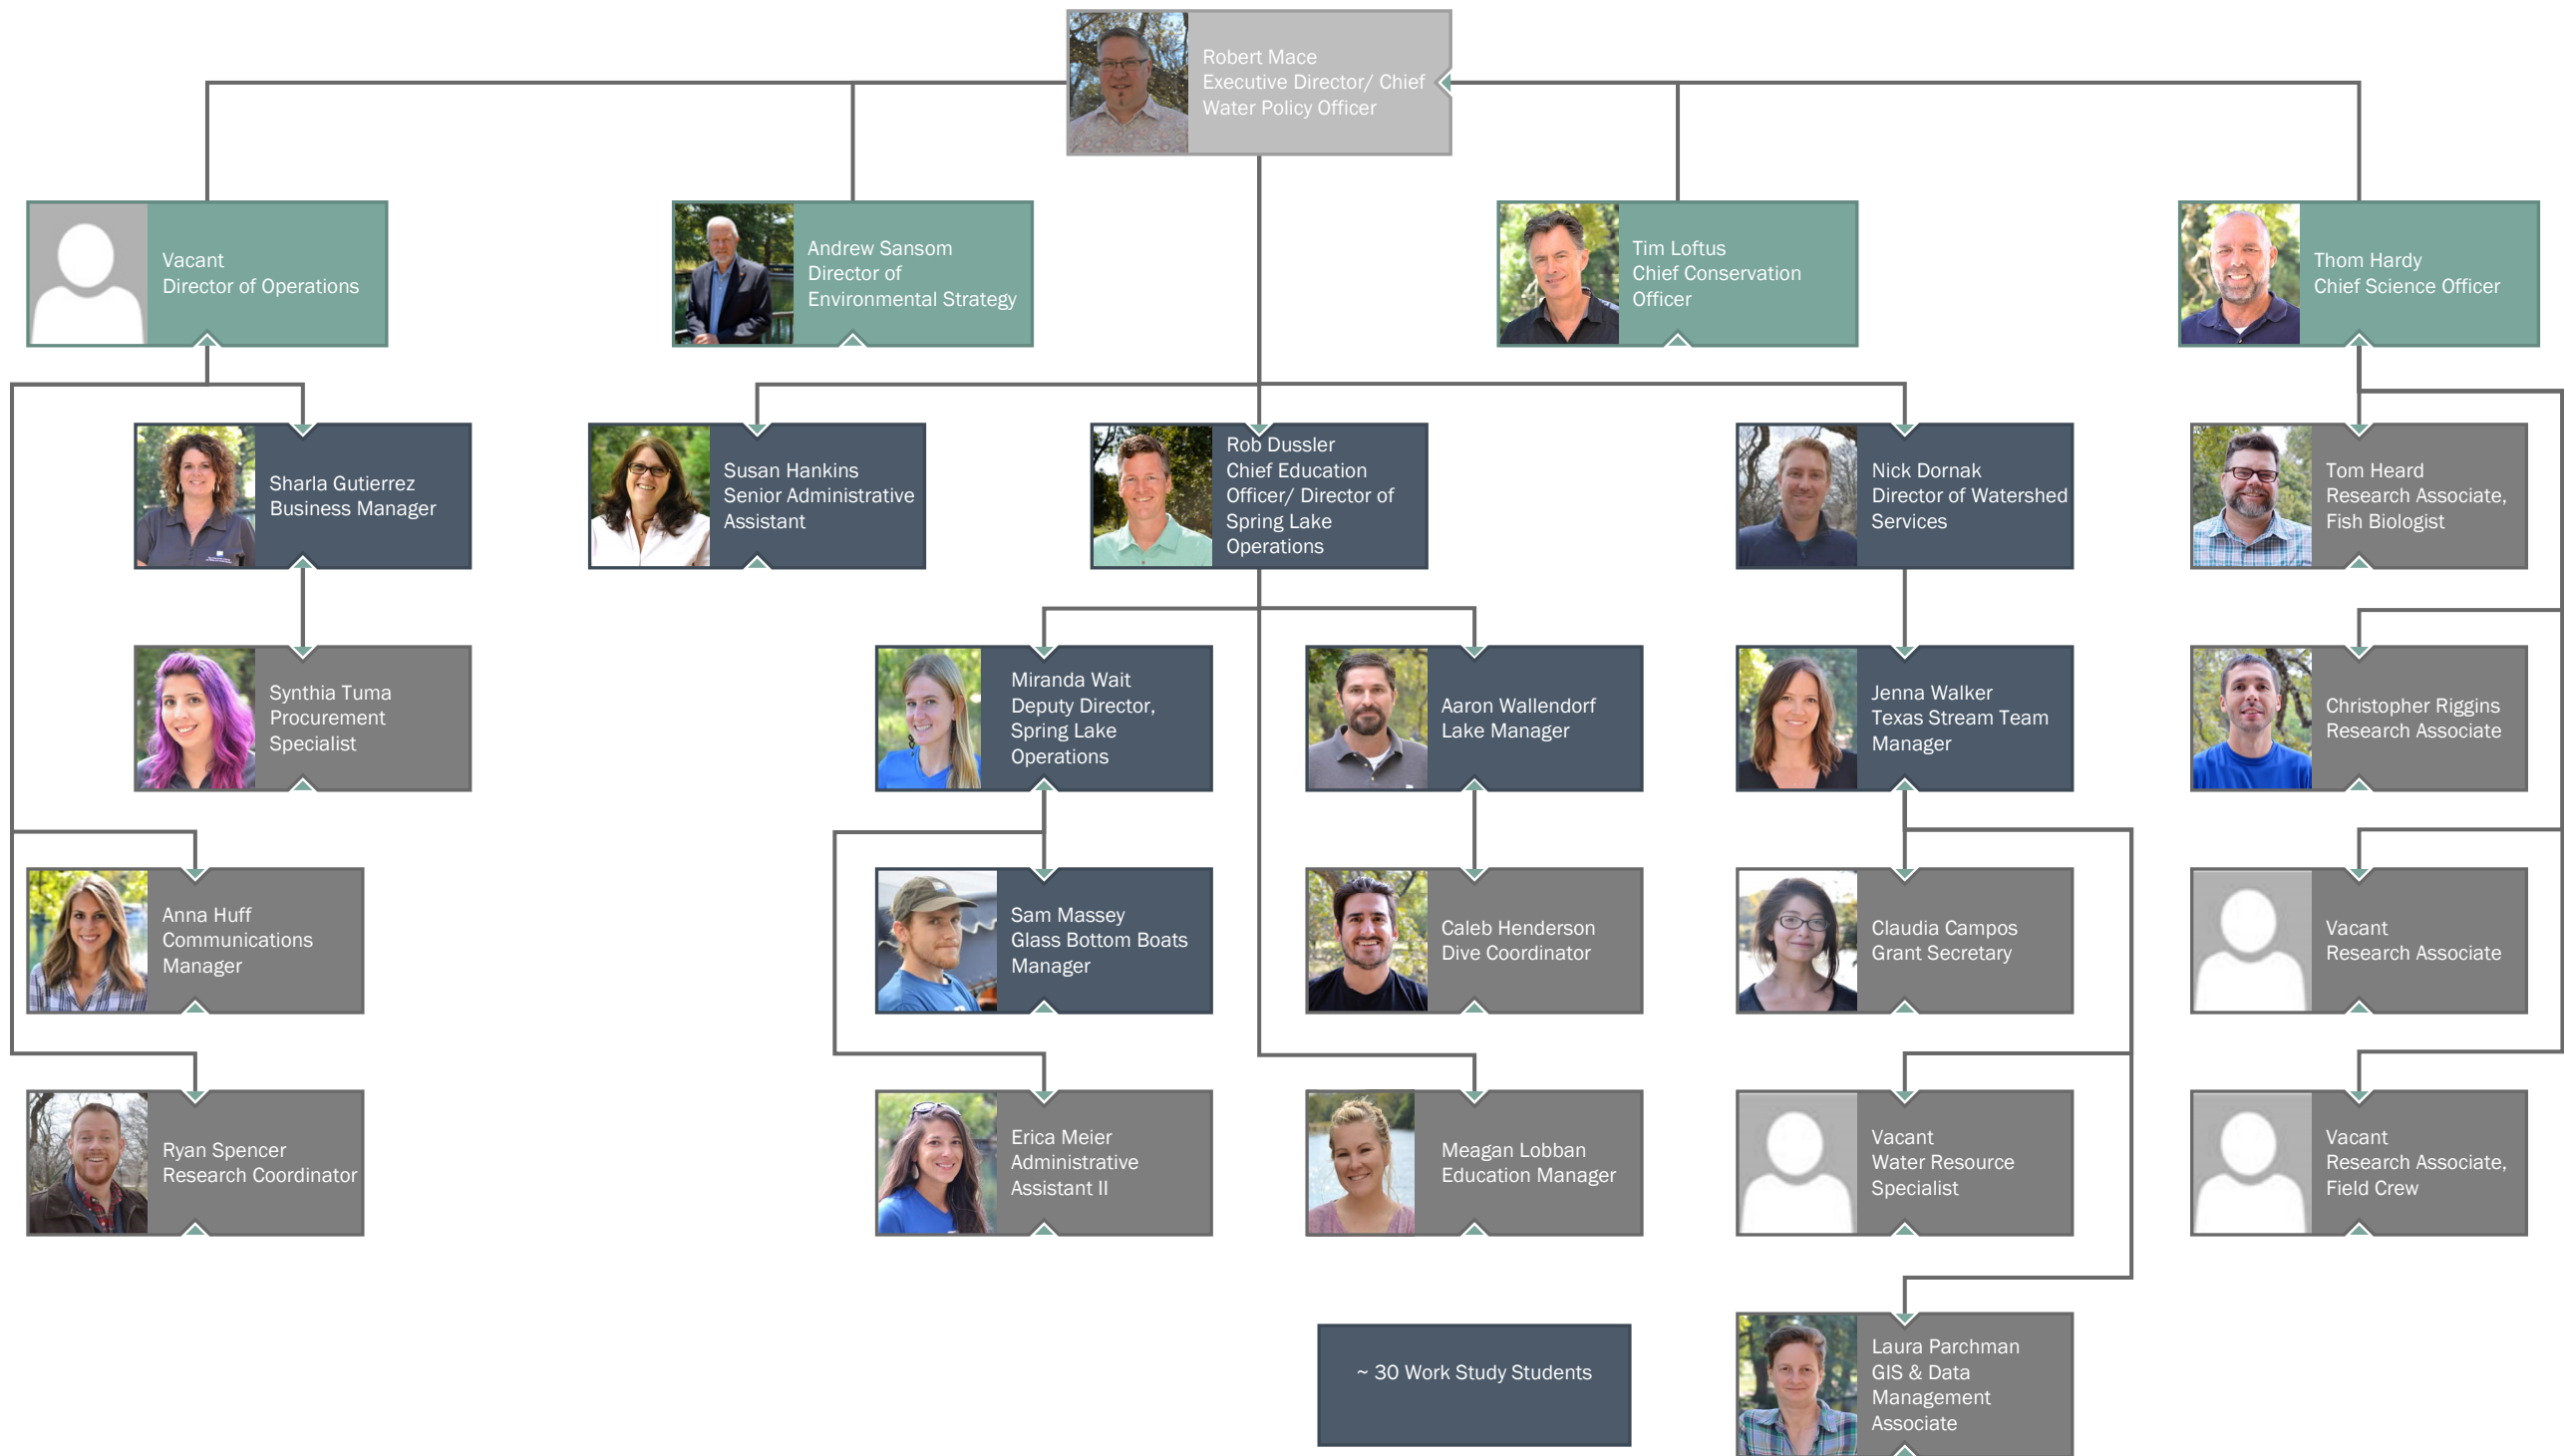 Robert Mace
Executive Director/ Chief
Water Policy Officer
Vacant
Director of Operations
Andrew Sansom
Director of
Environmental Strategy
Tim Loftus
Chief Conservation
Officer
Thom Hardy
Chief Science Officer
Sharla Gutierrez
Business Manager
Susan Hankins
Senior Administrative
Assistant
Rob Dussler
Chief Education
Officer/ Director of
Spring Lake
Operations
Nick Dornak
Director of Watershed
Services
Tom Heard
Research Associate,
Fish Biologist
Synthia Tuma
Procurement
Specialist
Miranda Wait
Deputy Director,
Spring Lake
Operations
Aaron Wallendorf
Lake Manager
Jenna Walker
Texas Stream Team
Manager
Christopher Riggins
Research Associate
Anna Huff
Communications
Manager
Sam Massey
Glass Bottom Boats
Manager
Caleb Henderson
Dive Coordinator
Claudia Campos
Grant Secretary
Vacant
Research Associate
Ryan Spencer
Research Coordinator
Erica Meier
Administrative
Assistant II
Meagan Lobban
Education Manager
Vacant
Water Resource
Specialist
Vacant
Research Associate,
Field Crew
~ 30 Work Study Students
Laura Parchman
GIS & Data
Management
Associate